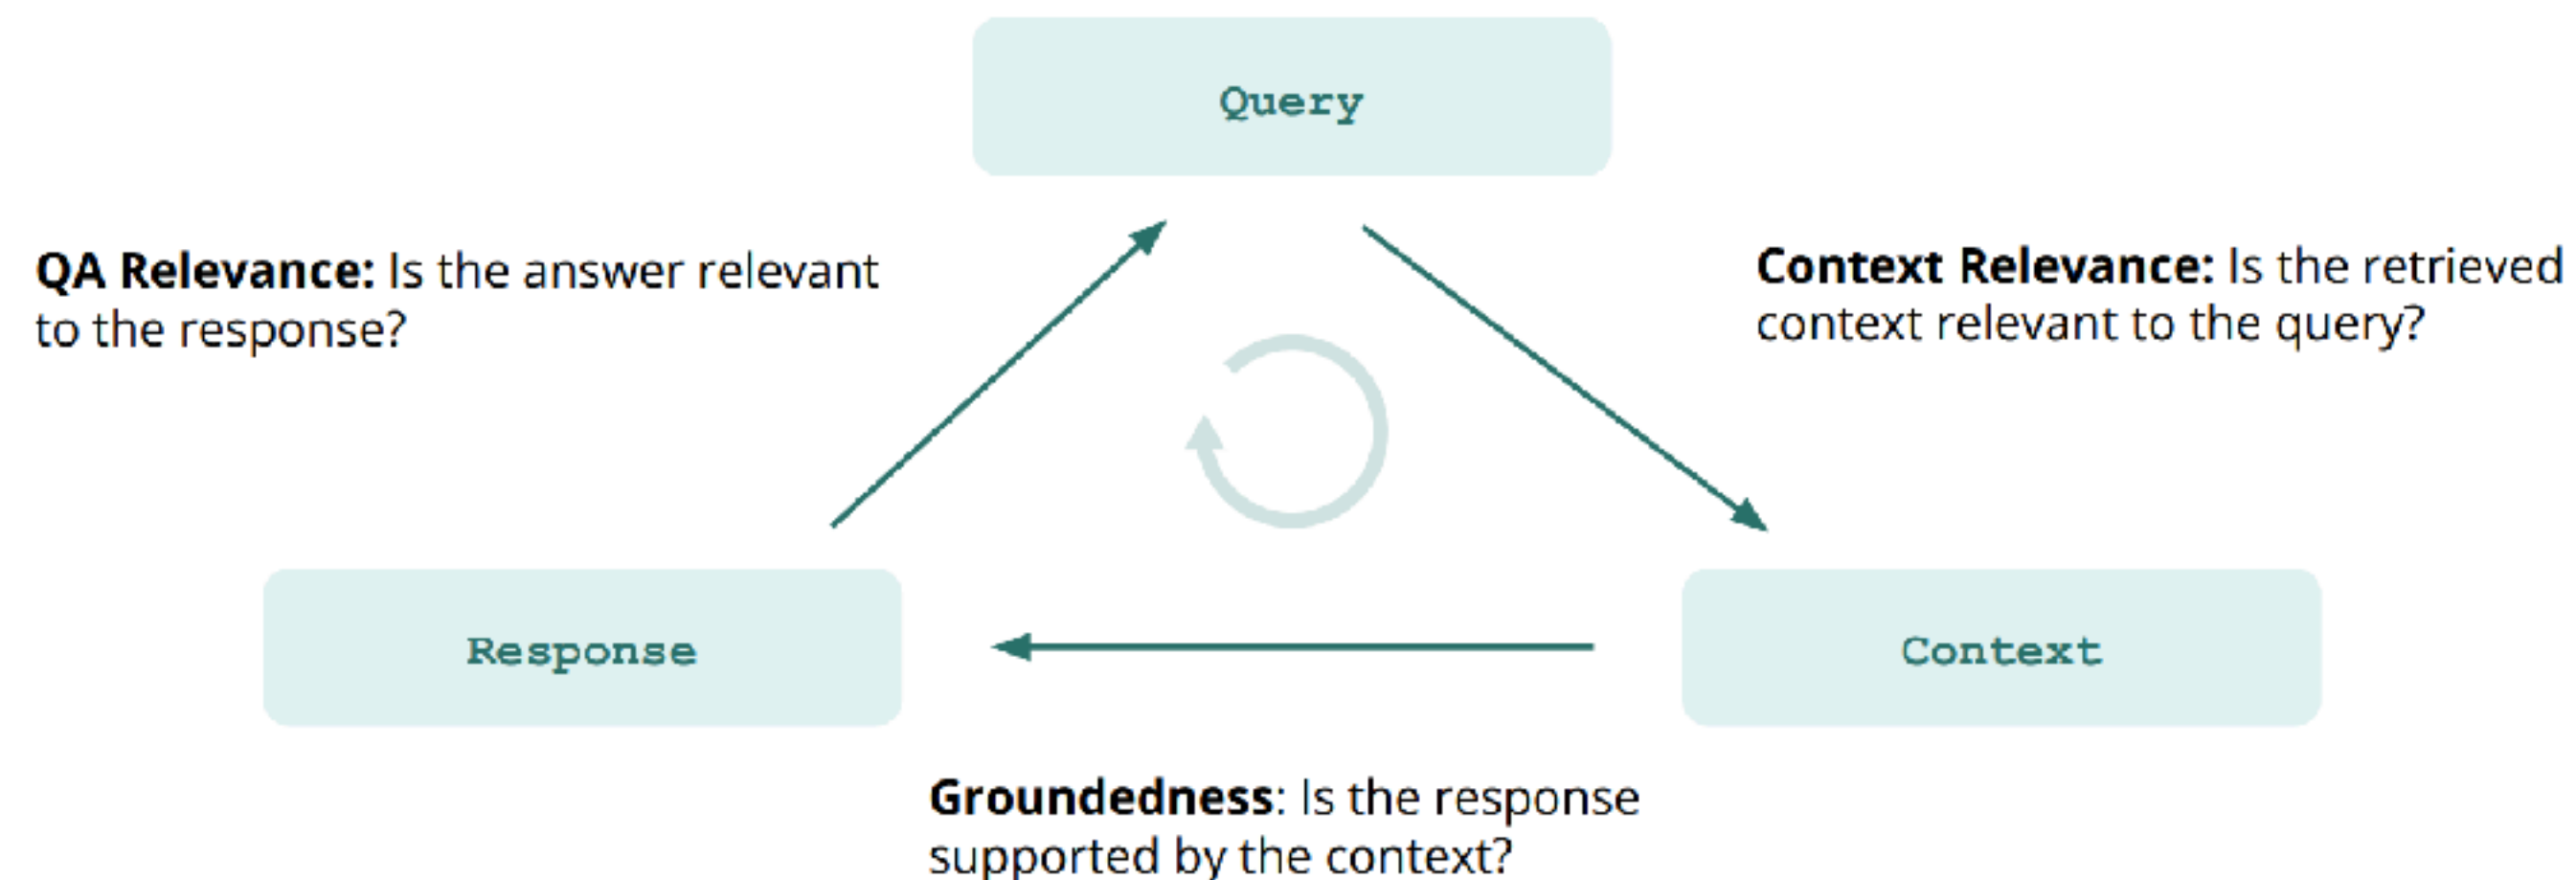 Query
QA Relevance: Is the answer relevant
to the response?
Context Relevance: Is the retrieved
context relevant to the query?
Response
Context
Groundedness: Is the response
supported by the context?